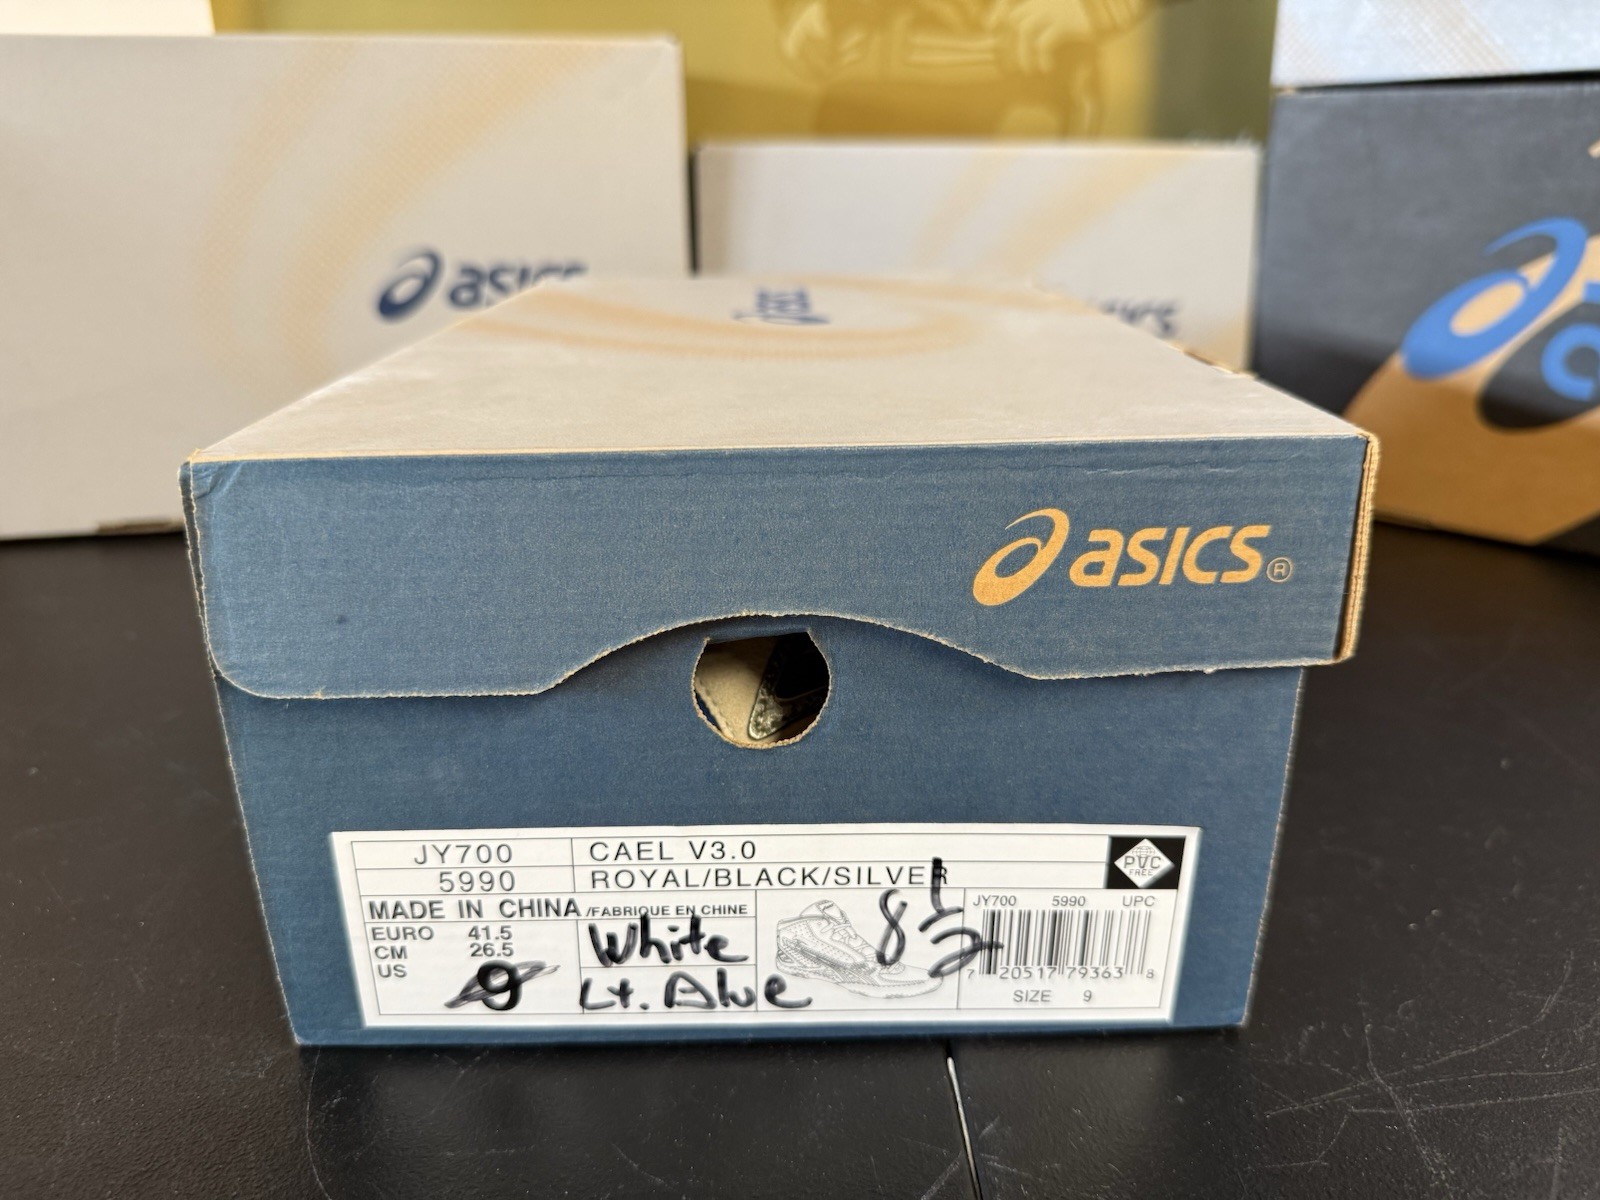 asics
asics
asics®
JY700 CAEL V3.0
5990 ROYAL/BLACK/SILVER
PVC
FREE
MADE IN CHINA /FABRIQUE EN CHINE
EURO 41.5
CM 26.5
US 9
White
Lt. Blue
8 1/2
JY700 5990 UPC
7 20517 79363 8
SIZE 9